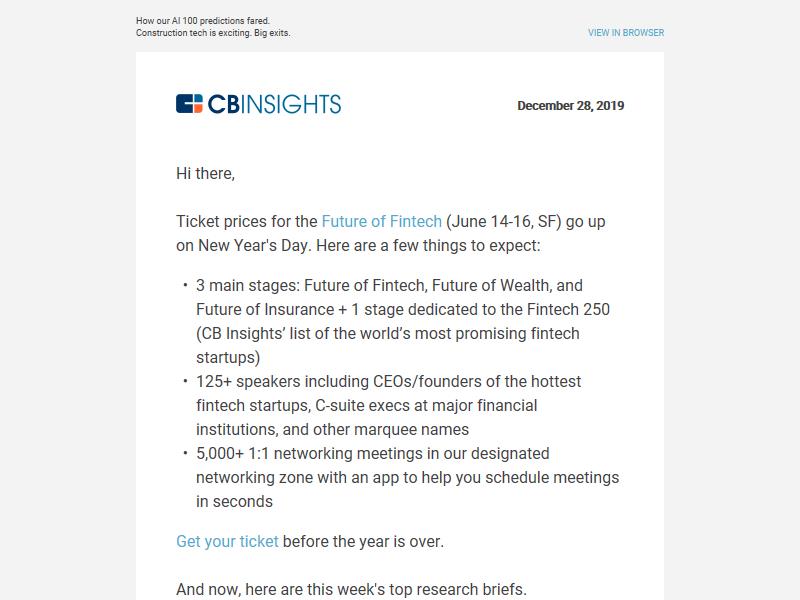 How our AI 100 predictions fared.
Construction tech is exciting. Big exits.
VIEW IN BROWSER
CBINSIGHTS
December 28, 2019
Hi there,
Ticket prices for the Future of Fintech (June 14-16, SF) go up
on New Year's Day. Here are a few things to expect:
• 3 main stages: Future of Fintech, Future of Wealth, and
Future of Insurance + 1 stage dedicated to the Fintech 250
(CB Insights’ list of the world’s most promising fintech
startups)
• 125+ speakers including CEOs/founders of the hottest
fintech startups, C-suite execs at major financial
institutions, and other marquee names
• 5,000+ 1:1 networking meetings in our designated
networking zone with an app to help you schedule meetings
in seconds
Get your ticket before the year is over.
And now, here are this week's top research briefs.